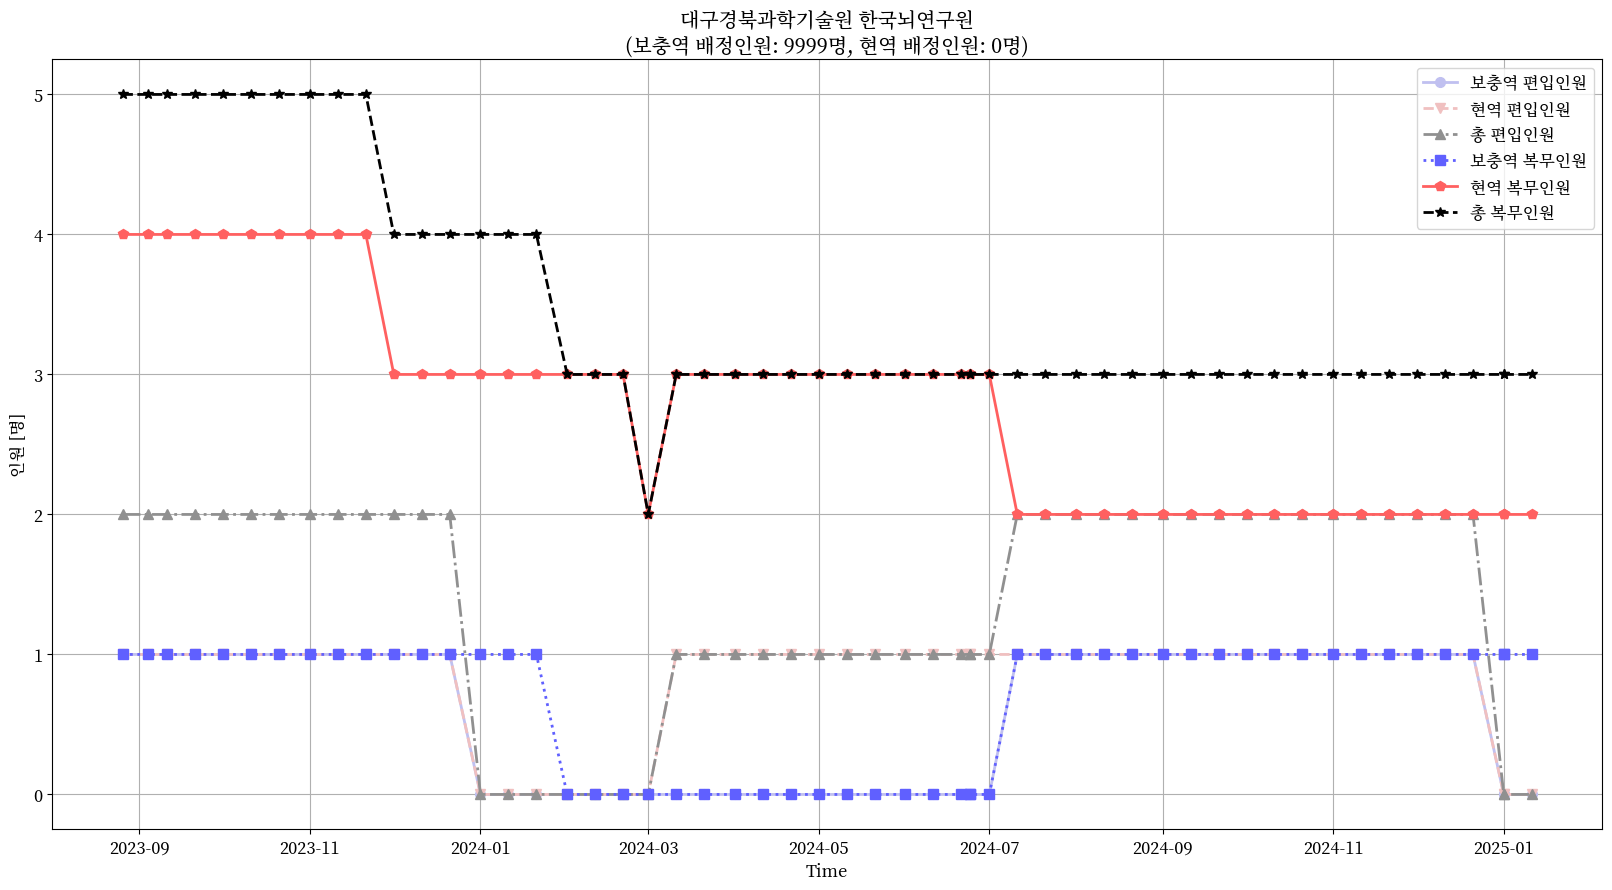 대구경북과학기술원 한국뇌연구원
(보충역 배정인원: 9999명, 현역 배정인원: 0명)
보충역 편입인원
현역 편입인원
총 편입인원
보충역 복무인원
현역 복무인원
총 복무인원
인원 [명]
5
4
3
2
1
0
2023-09 2023-11 2024-01 2024-03 2024-05 2024-07 2024-09 2024-11 2025-01
Time